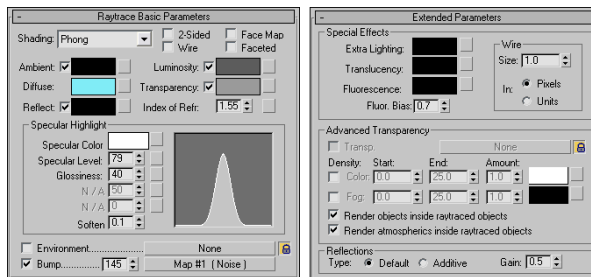 - Raytrace Basic Parameters
Shading: Phong 2-Sided Face Map
Wire Faceted
Ambient: Luminosity:
Diffuse: Transparency:
Reflect: Index of Refr: 1.55
Specular Highlight
Specular Color
Specular Level: 79
Glossiness: 40
N / A 50
N / A 0
Soften 0.1
Environment............... None
Bump............ 145 Map #1 ( Noise )
- Extended Parameters
Special Effects
Extra Lighting:
Translucency:
Fluorescence:
Fluor. Bias: 0.7
Wire
Size: 1.0
In: Pixels
Units
Advanced Transparency
Transp. None
Density: Start: End: Amount:
Color: 0.0 25.0 1.0
Fog: 0.0 25.0 1.0
Render objects inside raytraced objects
Render atmospherics inside raytraced objects
Reflections
Type: Default Additive Gain: 0.5